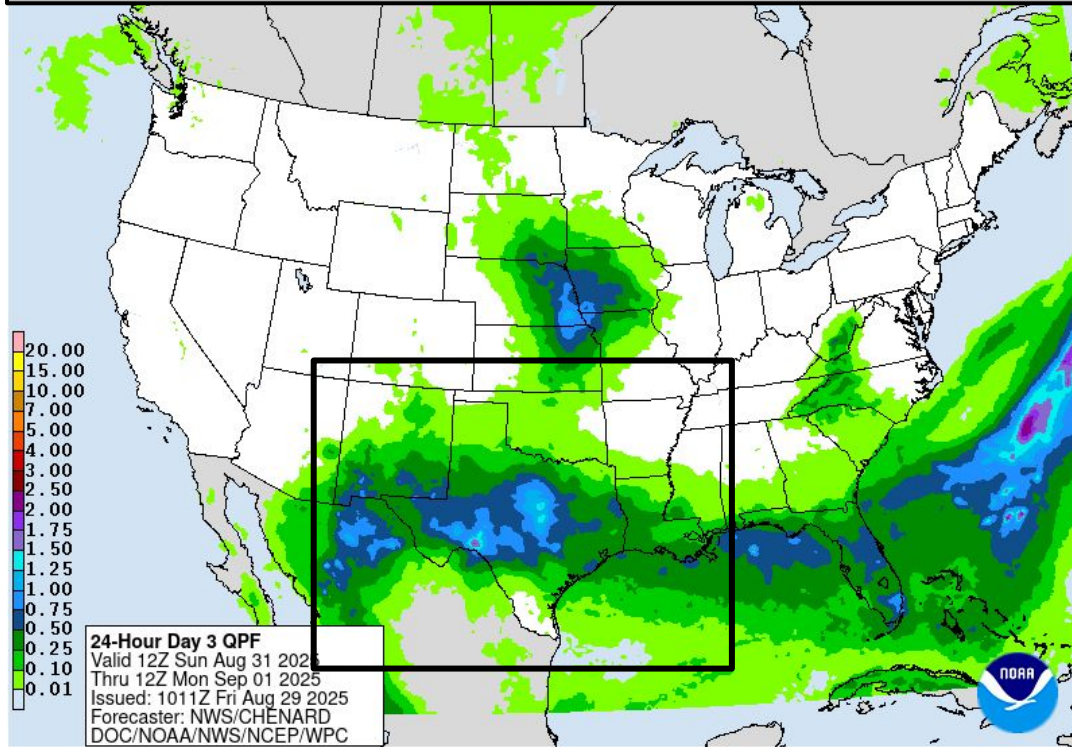 20.00
15.00
10.00
7.00
5.00
4.00
3.00
2.50
2.00
1.75
1.50
1.25
1.00
0.75
0.50
0.25
0.10
0.01
24-Hour Day 3 QPF
Valid 12Z Sun Aug 31 2025
Thru 12Z Mon Sep 01 2025
Issued: 1011Z Fri Aug 29 2025
Forecaster: NWS/CHENARD
DOC/NOAA/NWS/NCEP/WPC
NOAA